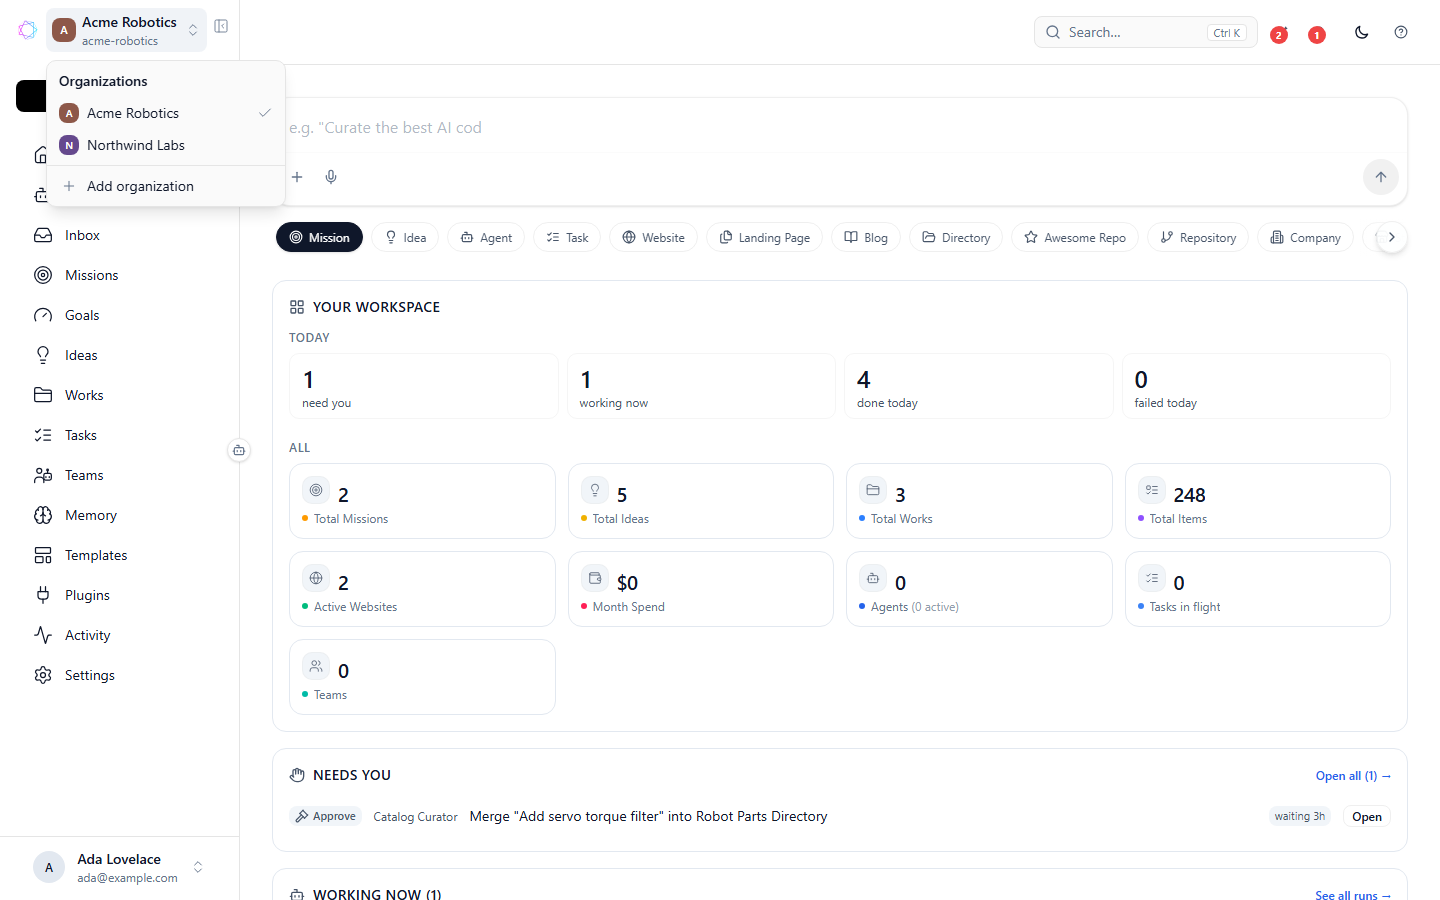 A
Acme Robotics
acme-robotics
Search...
Ctrl K
2
1
Organizations
A
Acme Robotics
N
Northwind Labs
Add organization
Inbox
Missions
Goals
Ideas
Works
Tasks
Teams
Memory
Templates
Plugins
Activity
Settings
A
Ada Lovelace
ada@example.com
e.g. "Curate the best AI cod
Mission
Idea
Agent
Task
Website
Landing Page
Blog
Directory
Awesome Repo
Repository
Company
YOUR WORKSPACE
TODAY
1
need you
1
working now
4
done today
0
failed today
ALL
2
Total Missions
5
Total Ideas
3
Total Works
248
Total Items
2
Active Websites
$0
Month Spend
0
Agents (0 active)
0
Tasks in flight
0
Teams
NEEDS YOU
Open all (1) →
Approve
Catalog Curator
Merge "Add servo torque filter" into Robot Parts Directory
waiting 3h
Open
WORKING NOW (1)
See all runs →